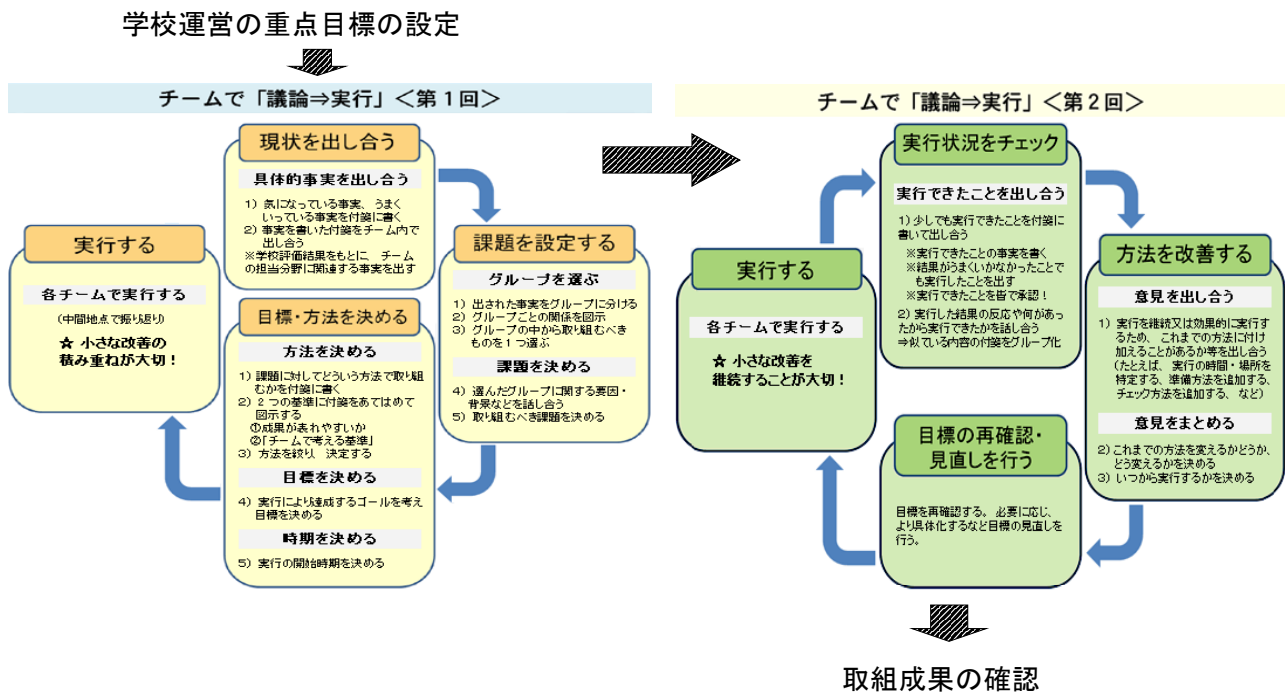 学校運営の重点目標の設定
チームで「議論⇒実行」＜第１回＞
現状を出し合う
具体的事実を出し合う
1）気になっている事実、うまく
いっている事実を付箋に書く
2）事実を書いた付箋をチーム内で
出し合う
※学校評価結果をもとに、チーム
の担当分野に関連する事実を出す
課題を設定する
グループを選ぶ
1）出された事実をグループに分ける
2）グループごとの関係を図示
3）グループの中から取り組むべき
ものを１つ選ぶ
課題を決める
4）選んだグループに関する要因・
背景などを話し合う
5）取り組むべき課題を決める
目標・方法を決める
方法を決める
1）課題に対してどういう方法で取り組
むかを付箋に書く
2）２つの基準に付箋をあてはめて
図示する
①成果が表れやすいか
②「チームで考える基準」
3）方法を絞り、決定する
目標を決める
4）実行により達成するゴールを考え
目標を決める
時期を決める
5）実行の開始時期を決める
実行する
各チームで実行する
（中間地点で振り返り）
☆ 小さな改善の
積み重ねが大切！
チームで「議論⇒実行」＜第２回＞
実行状況をチェック
実行できたことを出し合う
1）少しでも実行できたことを付箋に
書いて出し合う
※実行できたことの事実を書く
※結果がうまくいかなかったことで
も実行したことを出す
※実行できたことを皆で承認！
2）実行した結果の反応や何があっ
たから実行できたかを話し合う
⇒似ている内容の付箋をグループ化
方法を改善する
意見を出し合う
1）実行を継続又は効果的に実行す
るため、これまでの方法に付け
加えることがあるか等を出し合う
（たとえば、実行の時間・場所を
特定する、準備方法を追加する、
チェック方法を追加する、など）
意見をまとめる
2）これまでの方法を変えるかどうか、
どう変えるかを決める
3）いつから実行するかを決める
目標の再確認・
見直しを行う
目標を再確認する。必要に応じ、
より具体化するなど目標の見直しを
行う。
実行する
各チームで実行する
★ 小さな改善を
継続することが大切！
取組成果の確認